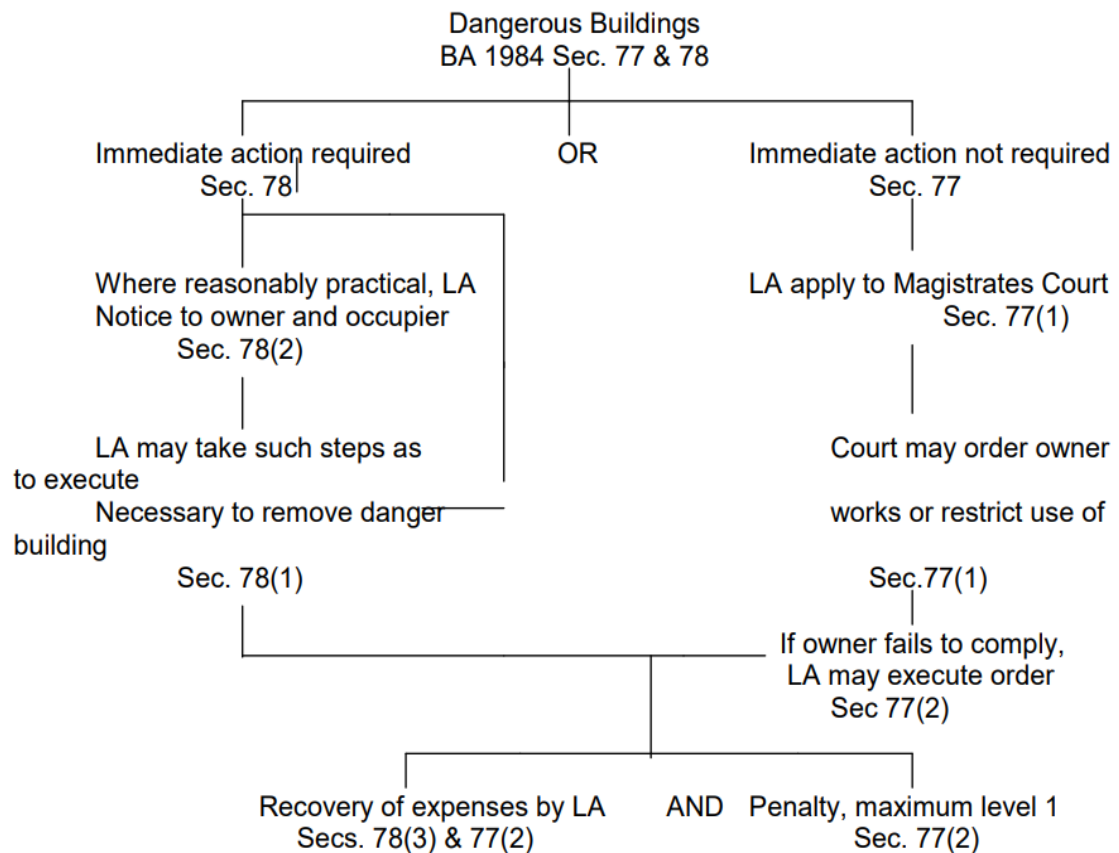 Dangerous Buildings
BA 1984 Sec. 77 & 78
Immediate action required OR Immediate action not required
Sec. 78 Sec. 77
Where reasonably practical, LA LA apply to Magistrates Court
Notice to owner and occupier Sec. 77(1)
Sec. 78(2)
LA may take such steps as Court may order owner
to execute
Necessary to remove danger works or restrict use of
building
Sec. 78(1) Sec.77(1)
If owner fails to comply,
LA may execute order
Sec 77(2)
Recovery of expenses by LA AND Penalty, maximum level 1
Secs. 78(3) & 77(2) Sec. 77(2)